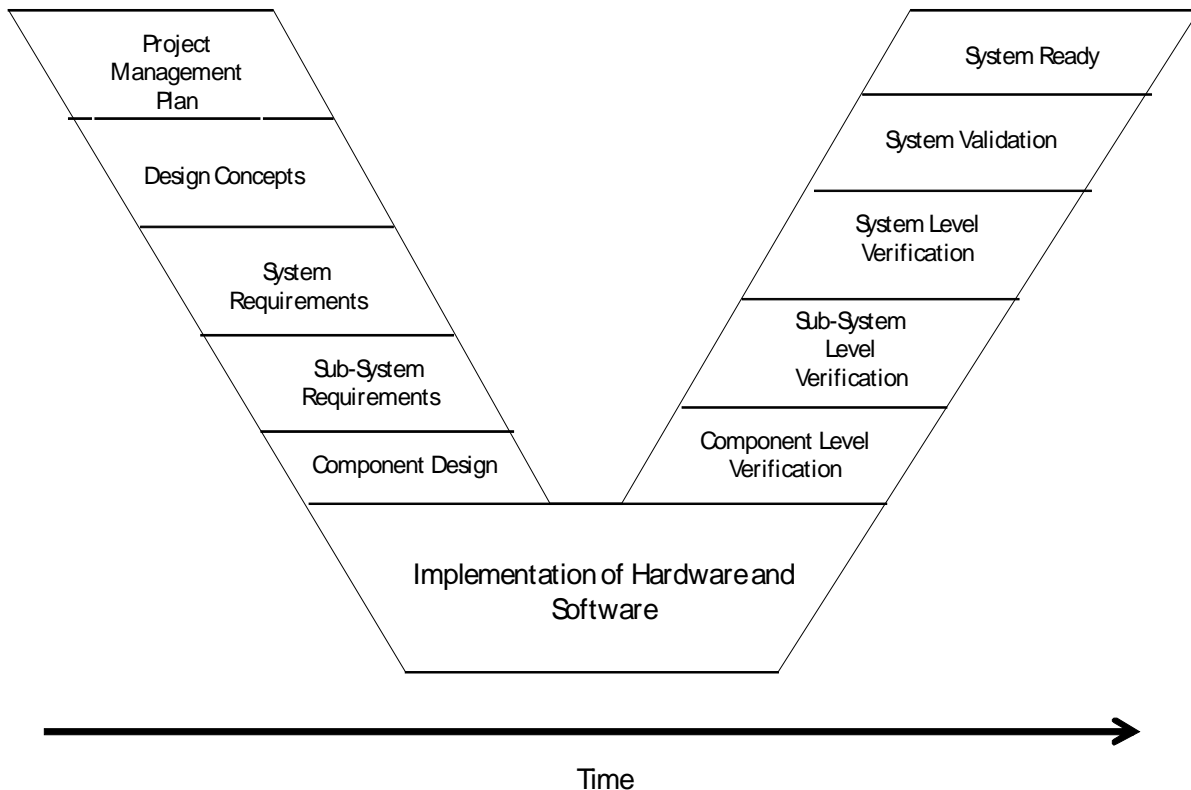 Project
Management
Plan
Design Concepts
System
Requirements
Sub-System
Requirements
Component Design
Implementation of Hardware and
Software
Component Level
Verification
Sub-System
Level
Verification
System Level
Verification
System Validation
System Ready
Time